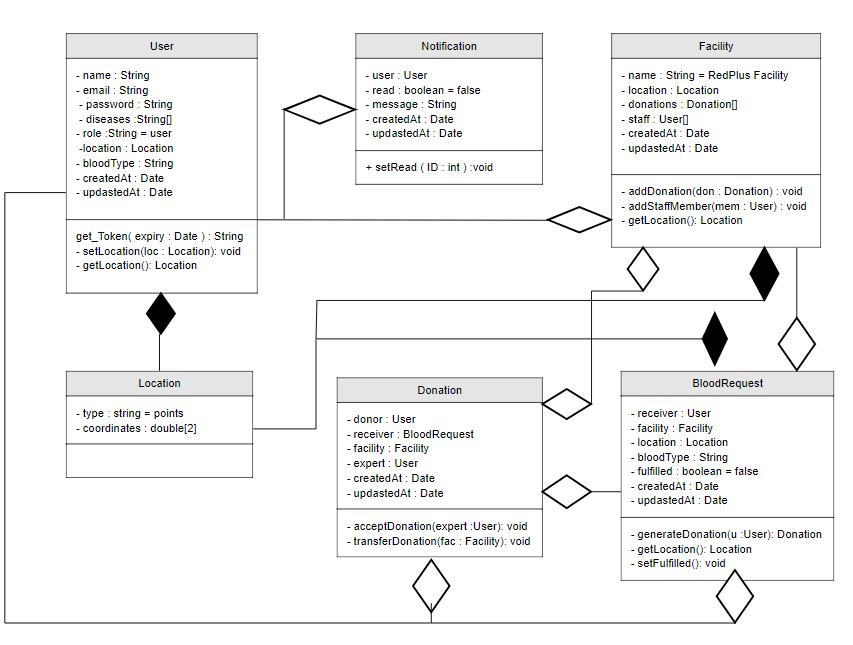 User
- name : String
- email : String
- password : String
- diseases :String[]
- role :String = user
-location : Location
- bloodType : String
- createdAt : Date
- updastedAt : Date
get_Token( expiry : Date ) : String
- setLocation(loc : Location): void
- getLocation(): Location
Notification
- user : User
- read : boolean = false
- message : String
- createdAt : Date
- updastedAt : Date
+ setRead ( ID : int ) :void
Facility
- name : String = RedPlus Facility
- location : Location
- donations : Donation[]
- staff : User[]
- createdAt : Date
- updastedAt : Date
- addDonation(don : Donation) : void
- addStaffMember(mem : User) : void
- getLocation(): Location
Location
- type : string = points
- coordinates : double[2]
Donation
- donor : User
- receiver : BloodRequest
- facility : Facility
- expert : User
- createdAt : Date
- updastedAt : Date
- acceptDonation(expert :User): void
- transferDonation(fac : Facility): void
BloodRequest
- receiver : User
- facility : Facility
- location : Location
- bloodType : String
- fulfilled : boolean = false
- createdAt : Date
- updastedAt : Date
- generateDonation(u :User): Donation
- getLocation(): Location
- setFulfilled(): void